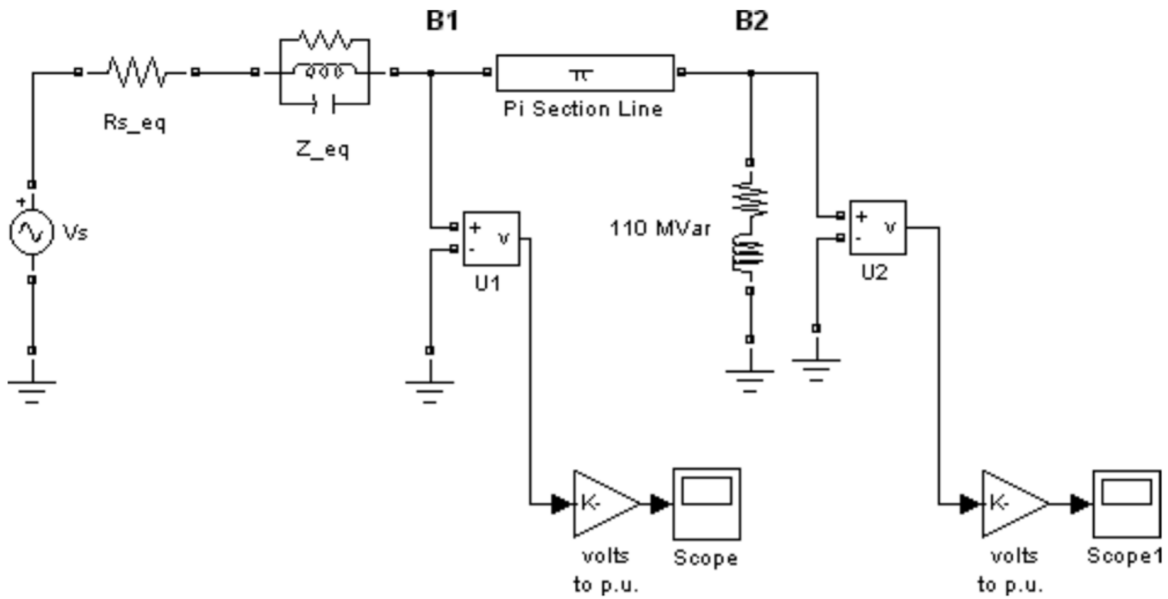 B1
B2
Rs_eq
Z_eq
π
Pi Section Line
+
Vs
+
-
v
U1
110 MVar
+
-
v
U2
K-
volts
to p.u.
Scope
K-
volts
to p.u.
Scope1